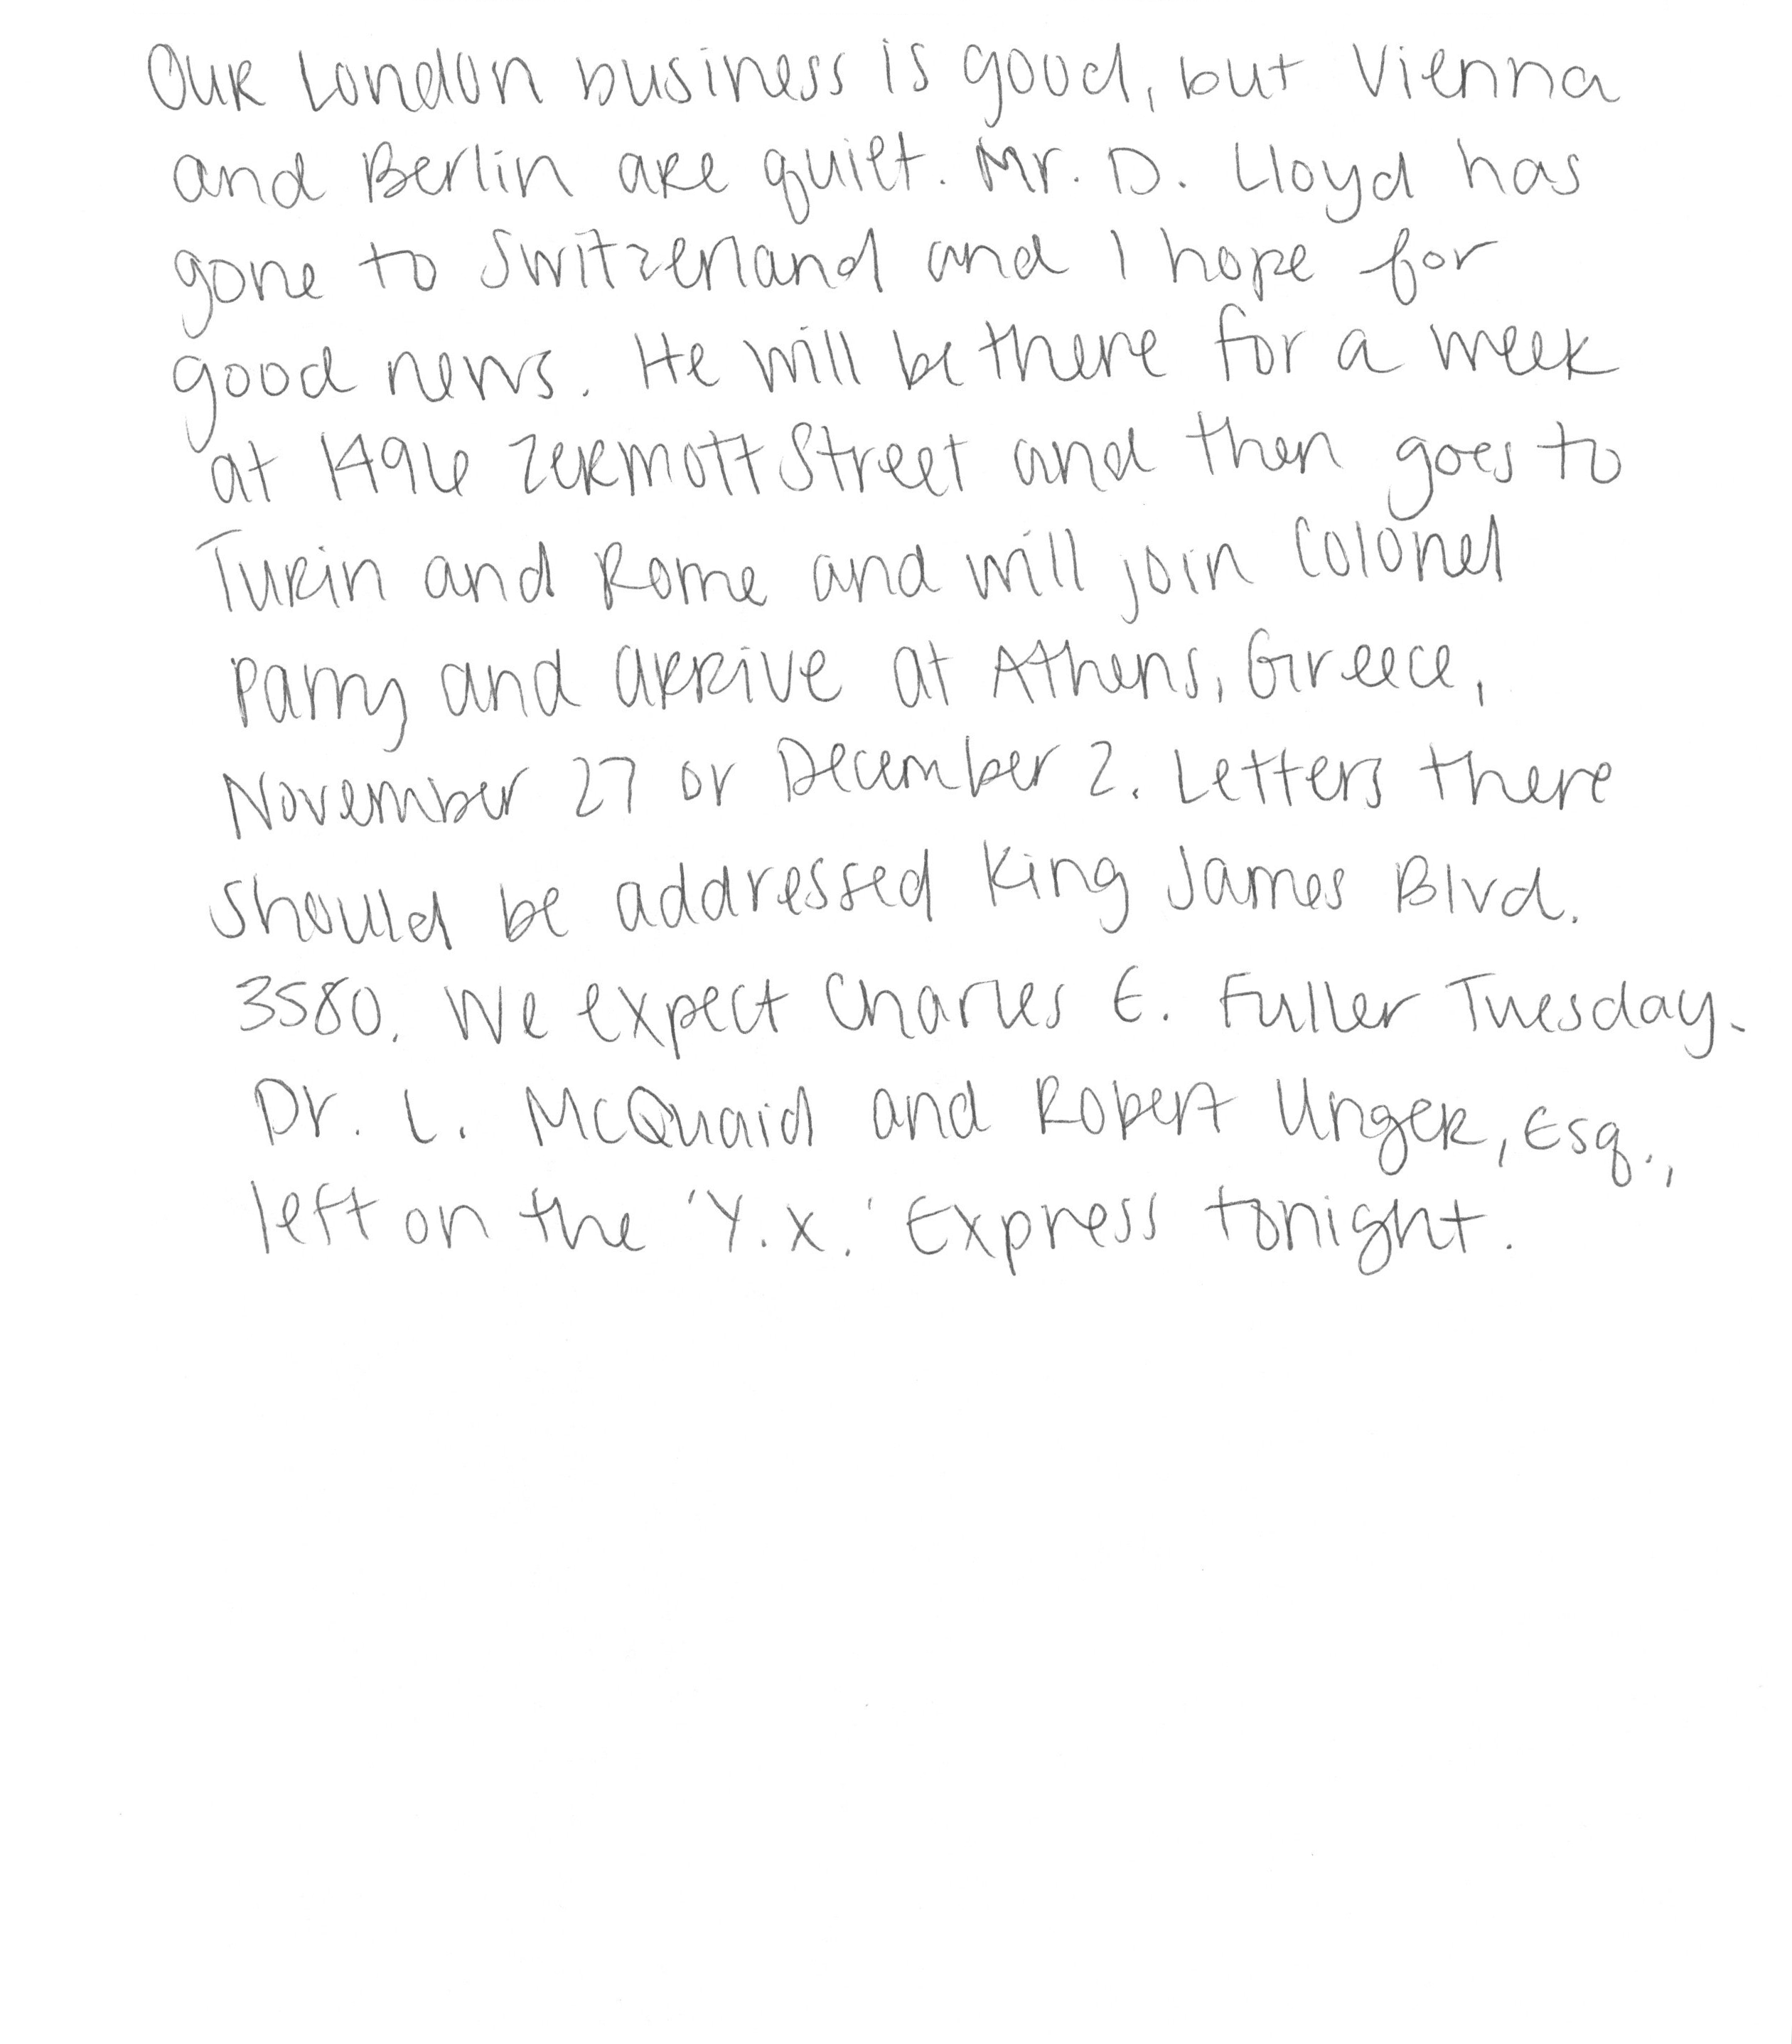 Our London business is good, but Vienna
and Berlin are quiet. Mr. D. Lloyd has
gone to Switzerland and I hope for
good news. He will be there for a week
at 1496 Zermott Street and then goes to
Turin and Rome and will join Colonel
Parry and arrive at Athens, Greece,
November 27 or December 2. Letters there
should be addressed King James Blvd.
3580. We expect Charles E. Fuller Tuesday.
Dr. L. McQuaid and Robert Unger, Esq.,
left on the 'Y.X.' Express tonight.